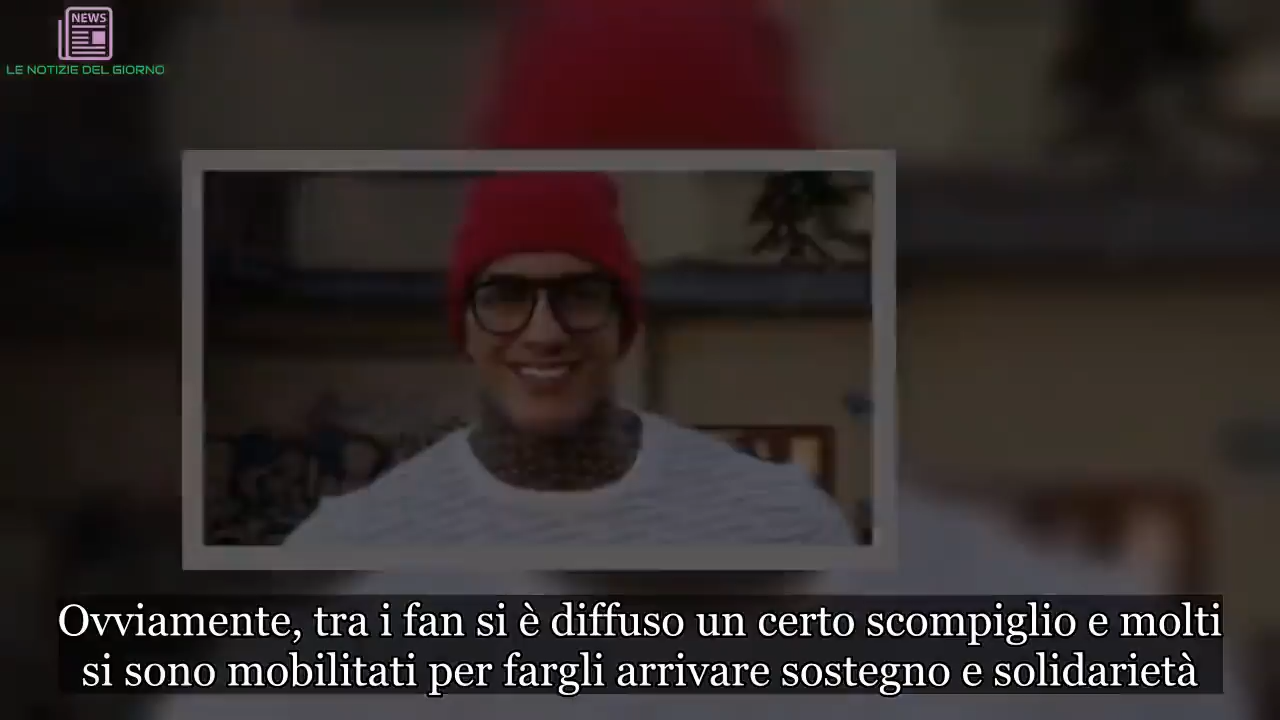 NEWS
LE NOTIZIE DEL GIORNO
Ovviamente, tra i fan si è diffuso un certo scompiglio e molti
si sono mobilitati per fargli arrivare sostegno e solidarietà